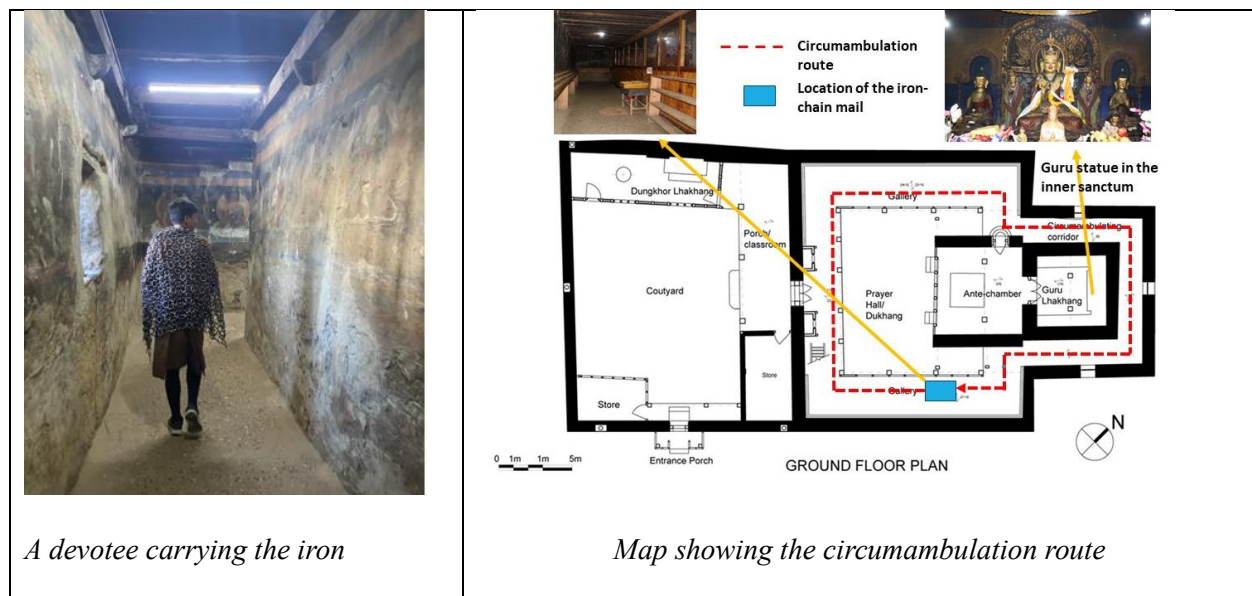 Circumambulation
route
Location of the iron-
chain mail
Guru statue in the
inner sanctum
Dungkhor Lhakhang
Gallery
Circumambulating
corridor
Porch/
classroom
Coutyard
Prayer
Hall/
Dukhang
Ante-chamber
Guru
Lhakhang
Store
Store
Gallery
N
Entrance Porch
0 1m 1m 5m
GROUND FLOOR PLAN
A devotee carrying the iron
Map showing the circumambulation route